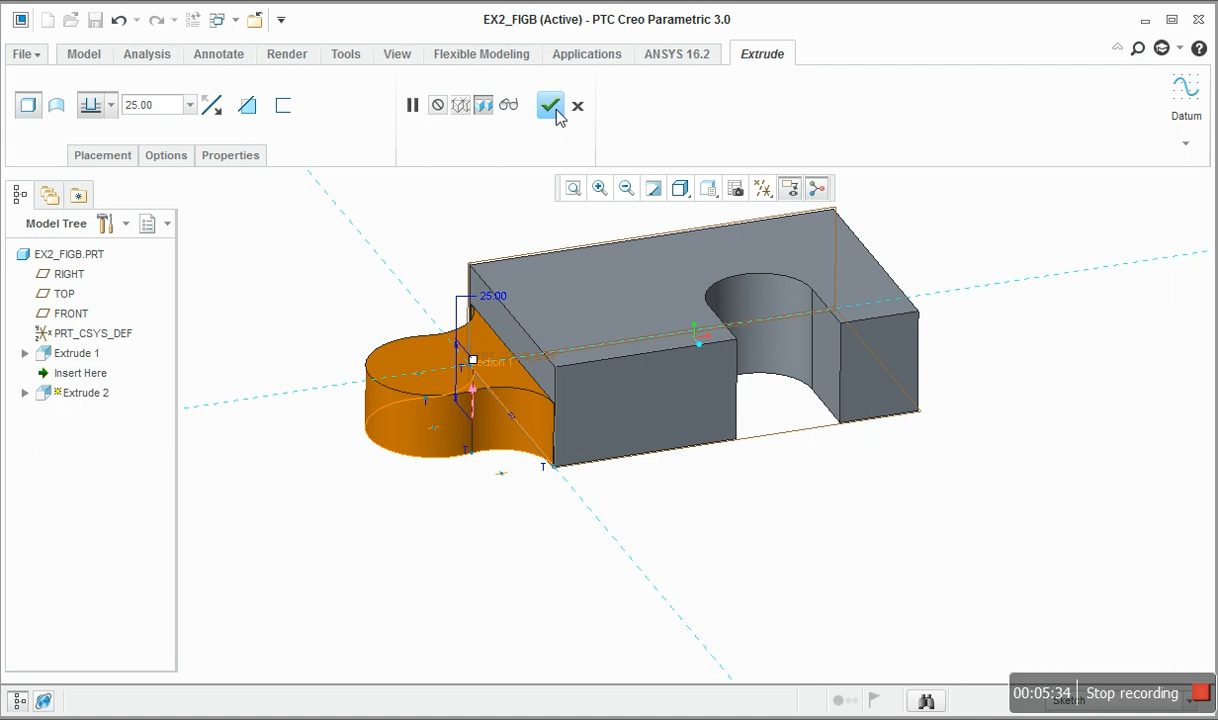 EX2_FIGB (Active) - PTC Creo Parametric 3.0
File Model Analysis Annotate Render Tools View Flexible Modeling Applications ANSYS 16.2 Extrude
25.00
Datum
Placement Options Properties
Model Tree
EX2_FIGB.PRT
RIGHT
TOP
FRONT
PRT_CSYS_DEF
Extrude 1
Insert Here
Extrude 2
25.00
T
T
T
T
00:05:34 Stop recording
Sketch